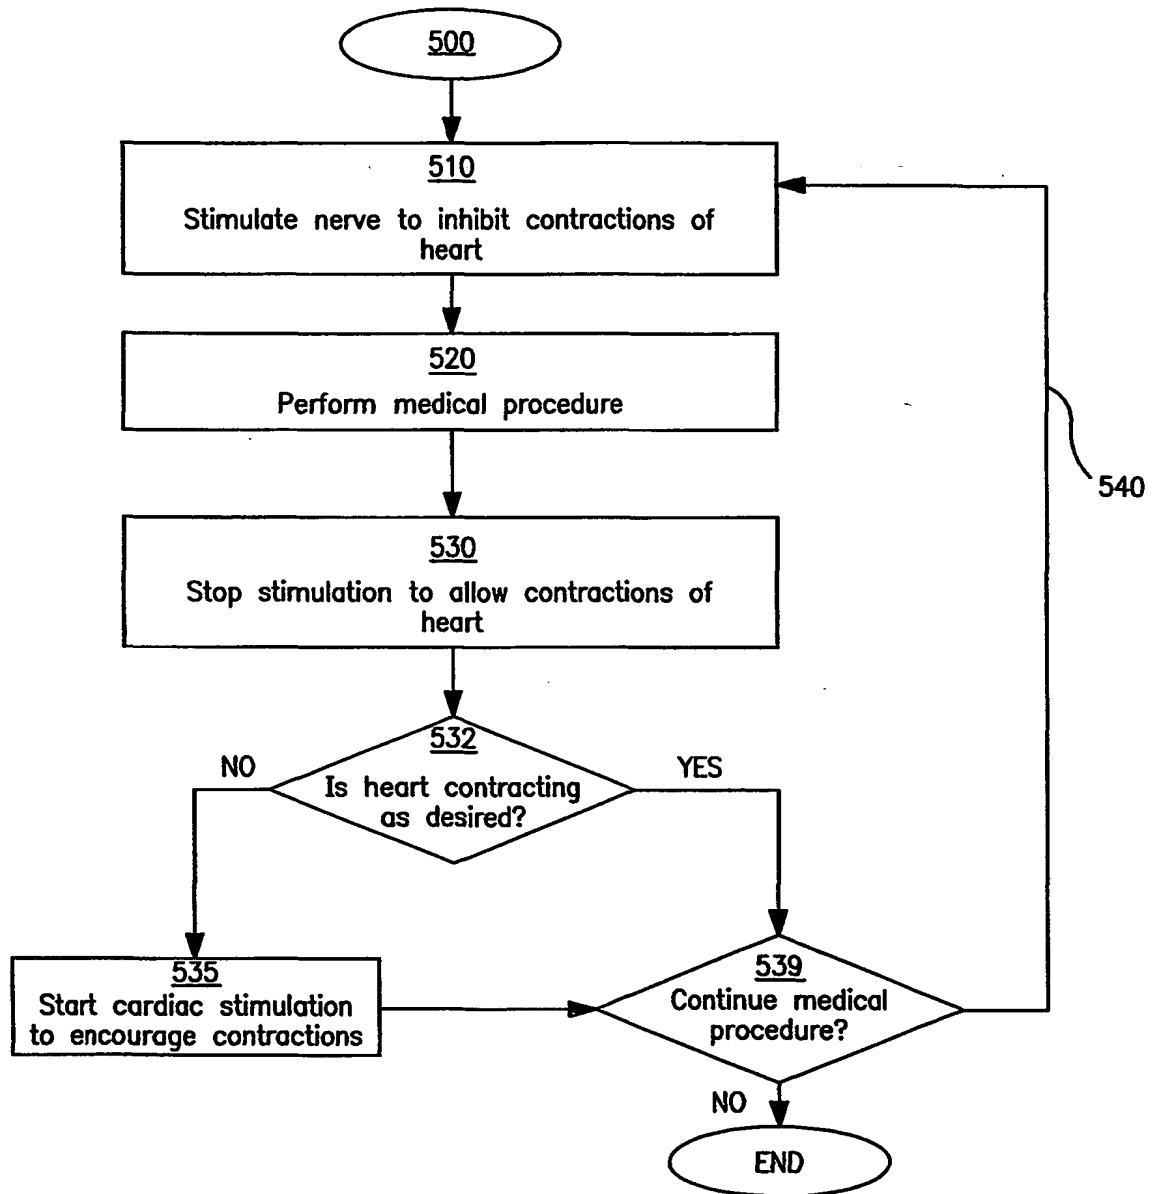 500
510
Stimulate nerve to inhibit contractions of
heart
520
Perform medical procedure
540
530
Stop stimulation to allow contractions of
heart
532
NO
YES
Is heart contracting
as desired?
535
Start cardiac stimulation
to encourage contractions
539
Continue medical
procedure?
NO
END